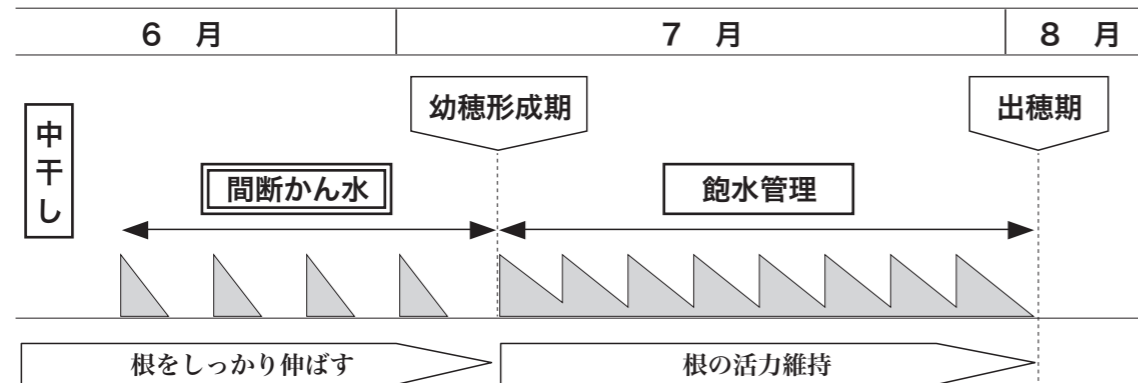 6 月 7 月 8 月
幼穂形成期 出穂期
中干し
間断かん水 飽水管理
根をしっかり伸ばす 根の活力維持